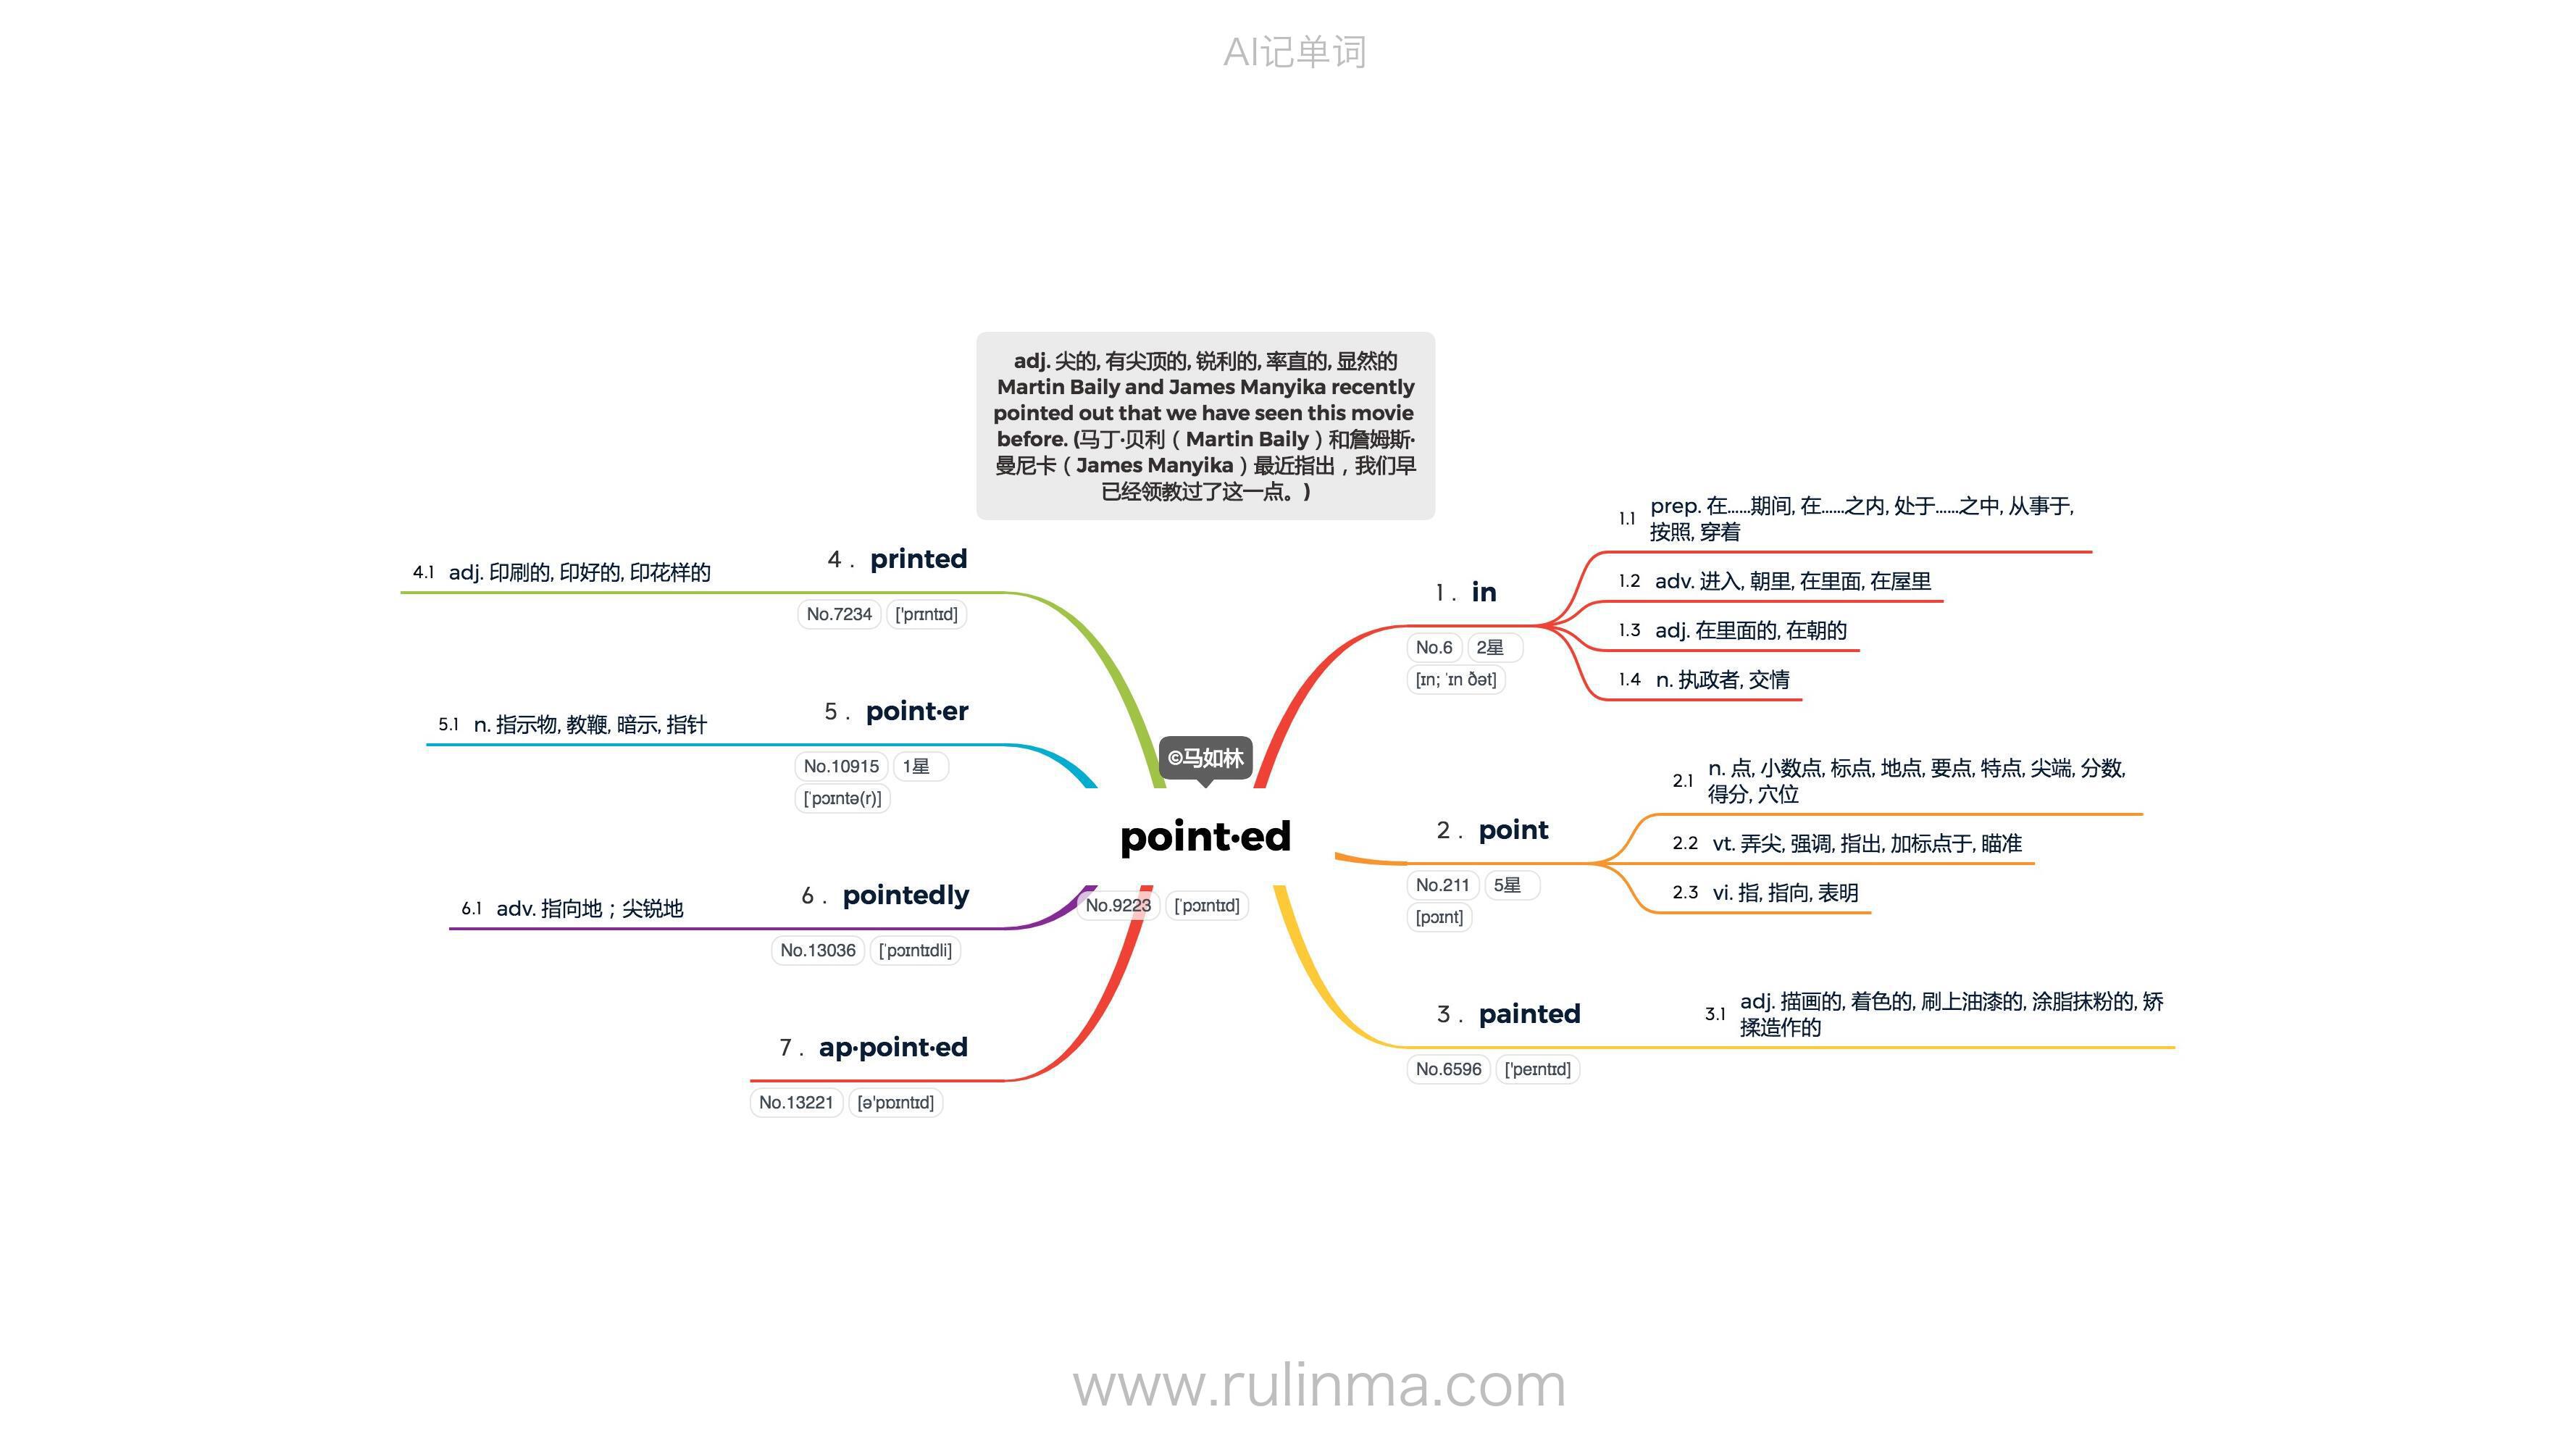 AI记单词
adj. 尖的, 有尖顶的, 锐利的, 率直的, 显然的
Martin Baily and James Manyika recently
pointed out that we have seen this movie
before. (马丁·贝利（Martin Baily）和詹姆斯·
曼尼卡（James Manyika）最近指出，我们早
已经领教过了这一点。)
©马如林
point·ed
No.9223 [ˈpɔɪntɪd]
1. in
No.6 2星
[ɪn; ˈɪn ðət]
1.1 prep. 在……期间, 在……之内, 处于……之中, 从事于,
按照, 穿着
1.2 adv. 进入, 朝里, 在里面, 在屋里
1.3 adj. 在里面的, 在朝的
1.4 n. 执政者, 交情
2. point
No.211 5星
[pɔɪnt]
2.1 n. 点, 小数点, 标点, 地点, 要点, 特点, 尖端, 分数,
得分, 穴位
2.2 vt. 弄尖, 强调, 指出, 加标点于, 瞄准
2.3 vi. 指, 指向, 表明
3. painted
No.6596 ['peɪntɪd]
3.1 adj. 描画的, 着色的, 刷上油漆的, 涂脂抹粉的, 矫
揉造作的
4. printed
No.7234 ['prɪntɪd]
4.1 adj. 印刷的, 印好的, 印花样的
5. point·er
No.10915 1星
[ˈpɔɪntə(r)]
5.1 n. 指示物, 教鞭, 暗示, 指针
6. pointedly
No.13036 [ˈpɔɪntɪdli]
6.1 adv. 指向地；尖锐地
7. ap·point·ed
No.13221 [ə'pɒɪntɪd]
www.rulinma.com